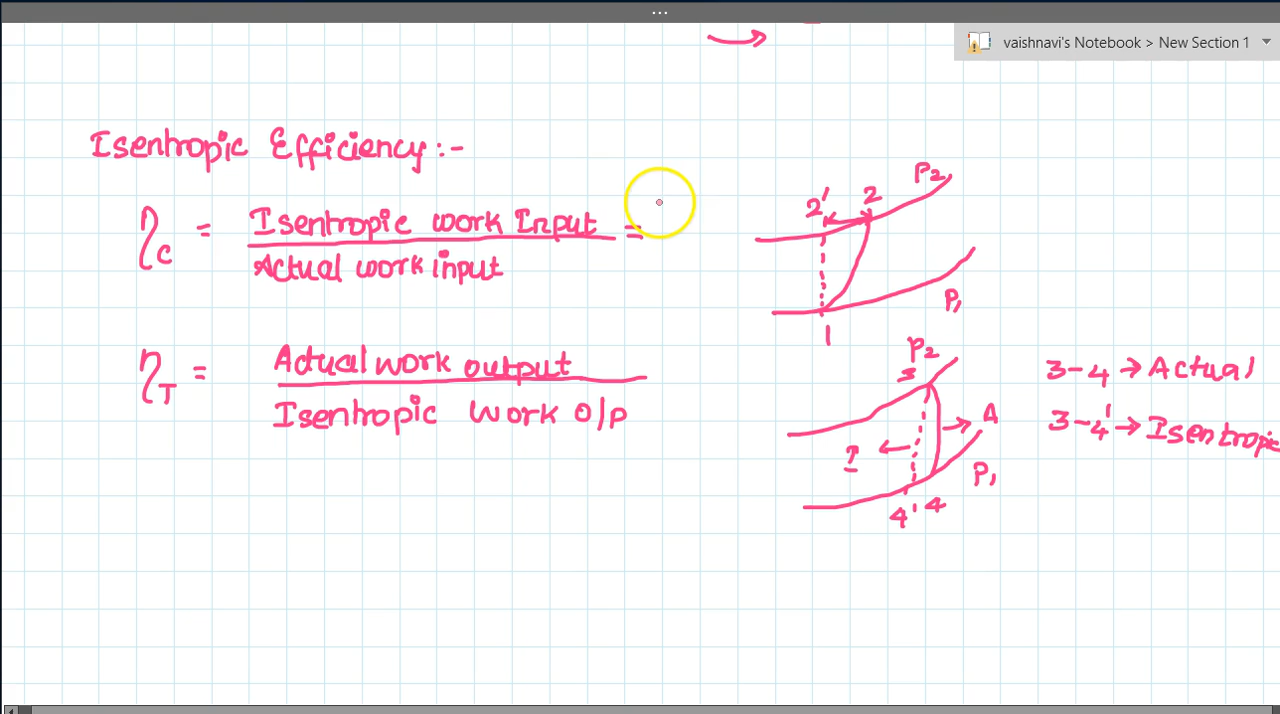 ...
vaishnavi's Notebook > New Section 1
Isentropic Efficiency :-
ηc = Isentropic work Input =
Actual work input
ηT = Actual work output
Isentropic Work O/p
2' 2 P2
P1
1
P2
3
3-4 → Actual
A
3-4' → Isentropic
I
P1
4' 4